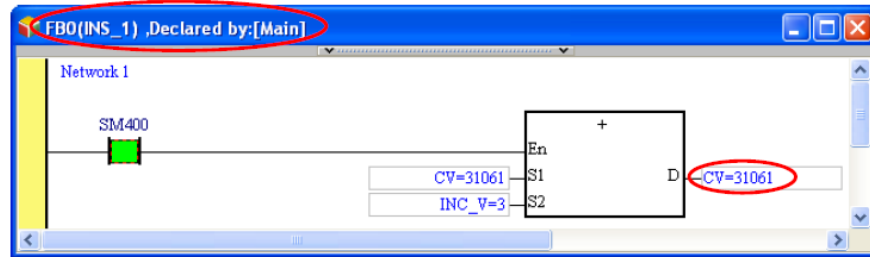 FB0(INS_1) ,Declared by:[Main]
Network 1
SM400
+
En
CV=31061 S1 D CV=31061
INC_V=3 S2